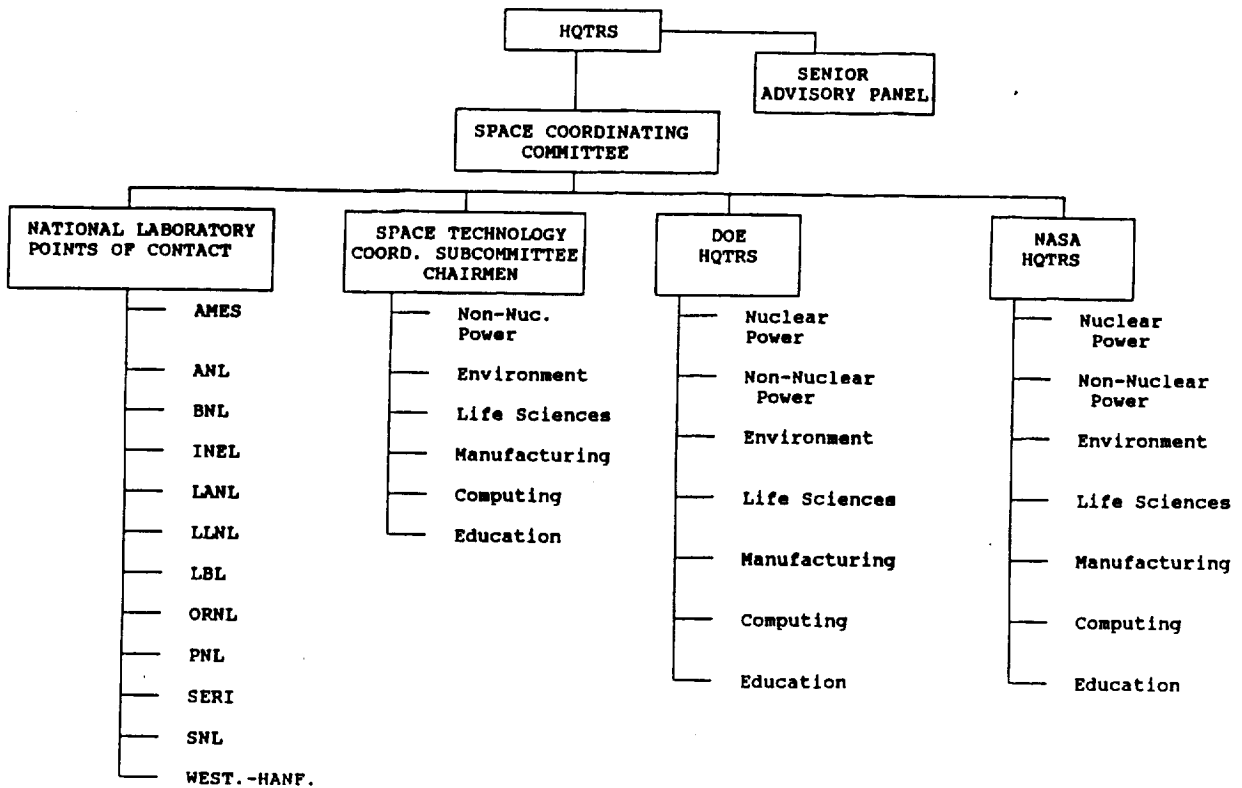 HQTRS
SENIOR
ADVISORY PANEL
SPACE COORDINATING
COMMITTEE
NATIONAL LABORATORY
POINTS OF CONTACT
AMES
ANL
BNL
INEL
LANL
LLNL
LBL
ORNL
PNL
SERI
SNL
WEST.-HANF.
SPACE TECHNOLOGY
COORD. SUBCOMMITTEE
CHAIRMEN
Non-Nuc.
Power
Environment
Life Sciences
Manufacturing
Computing
Education
DOE
HQTRS
Nuclear
Power
Non-Nuclear
Power
Environment
Life Sciences
Manufacturing
Computing
Education
NASA
HQTRS
Nuclear
Power
Non-Nuclear
Power
Environment
Life Sciences
Manufacturing
Computing
Education